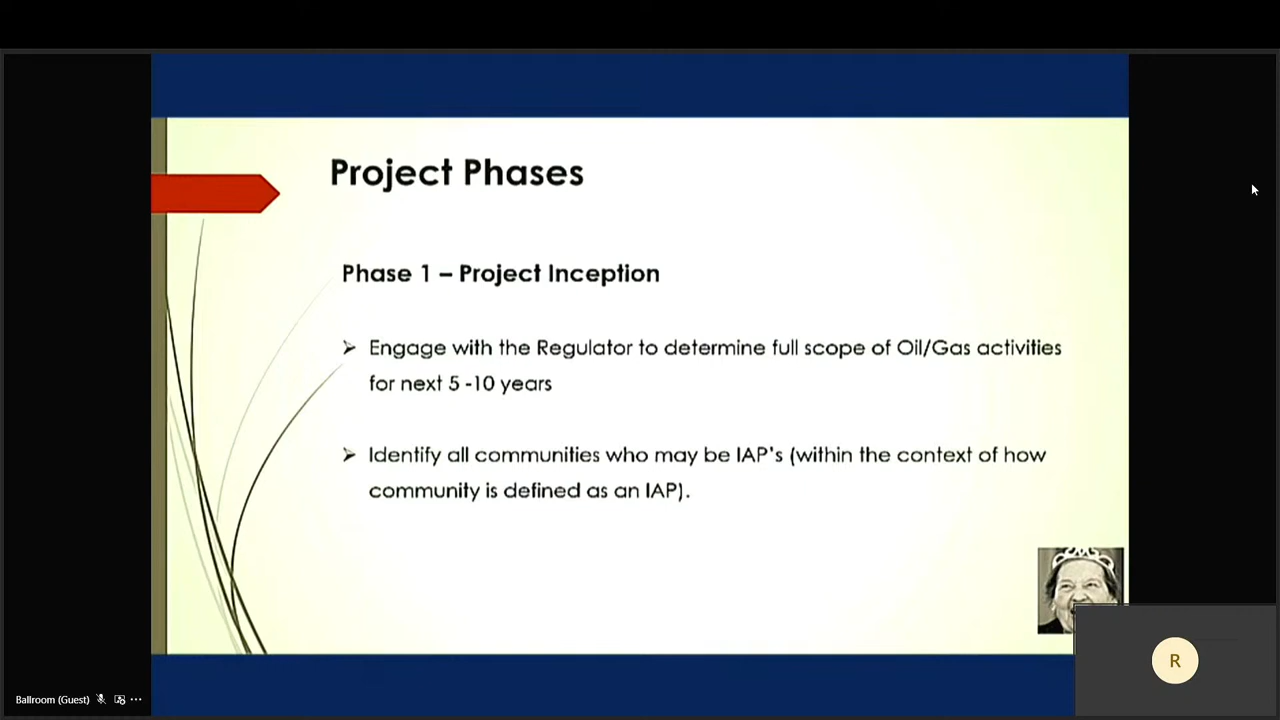 Project Phases
Phase 1 – Project Inception
Engage with the Regulator to determine full scope of Oil/Gas activities
for next 5 -10 years
Identify all communities who may be IAP's (within the context of how
community is defined as an IAP).
R
Ballroom (Guest)